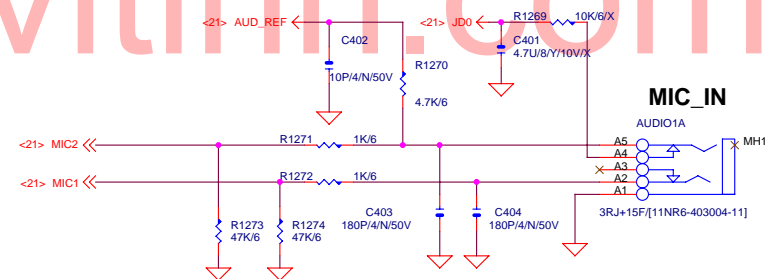 vinafix.com
<21> AUD_REF
<21> JD0
R1269
10K/6/X
C402
10P/4/N/50V
R1270
4.7K/6
C401
4.7U/8/Y/10V/X
MIC_IN
AUDIO1A
<21> MIC2
R1271
1K/6
A5
MH1
A4
A3
<21> MIC1
R1272
1K/6
A2
A1
R1273
47K/6
R1274
47K/6
C403
180P/4/N/50V
C404
180P/4/N/50V
3RJ+15F/[11NR6-403004-11]